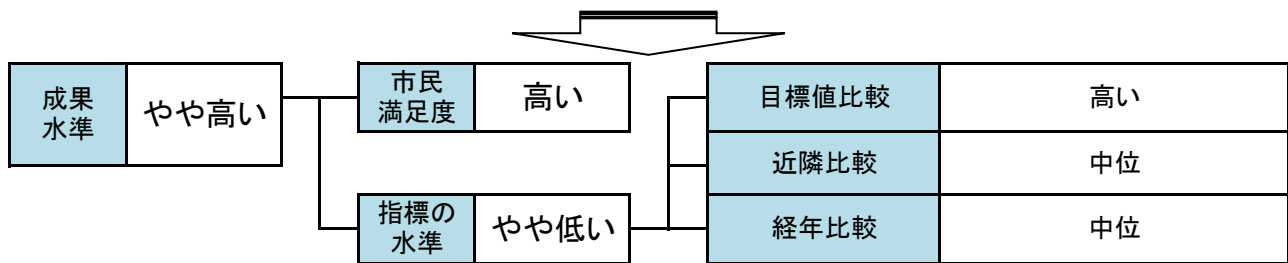 成果
水準
やや高い
市民
満足度
高い
指標の
水準
やや低い
目標値比較
高い
近隣比較
中位
経年比較
中位